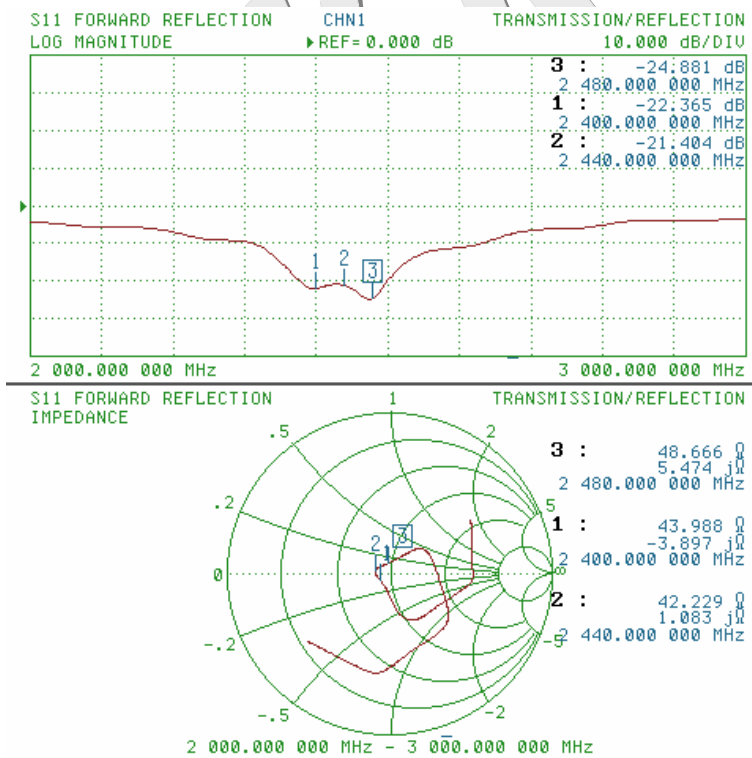 S11 FORWARD REFLECTION CHN1 TRANSMISSION/REFLECTION
LOG MAGNITUDE ▶REF= 0.000 dB 10.000 dB/DIV
3 : -24.881 dB
2 480.000 000 MHz
1 : -22.365 dB
2 400.000 000 MHz
2 : -21.404 dB
2 440.000 000 MHz
1 2 3
2 000.000 000 MHz 3 000.000 000 MHz
S11 FORWARD REFLECTION 1 TRANSMISSION/REFLECTION
IMPEDANCE
.5 2
3 : 48.666 Ω
5.474 jΩ
2 480.000 000 MHz
.2 5
2 1 3
1 : 43.988 Ω
-3.897 jΩ
2 400.000 000 MHz
0 ∞
2 : 42.229 Ω
1.083 jΩ
2 440.000 000 MHz
-.2 -5
-.5 -2
2 000.000 000 MHz - 3 000.000 000 MHz